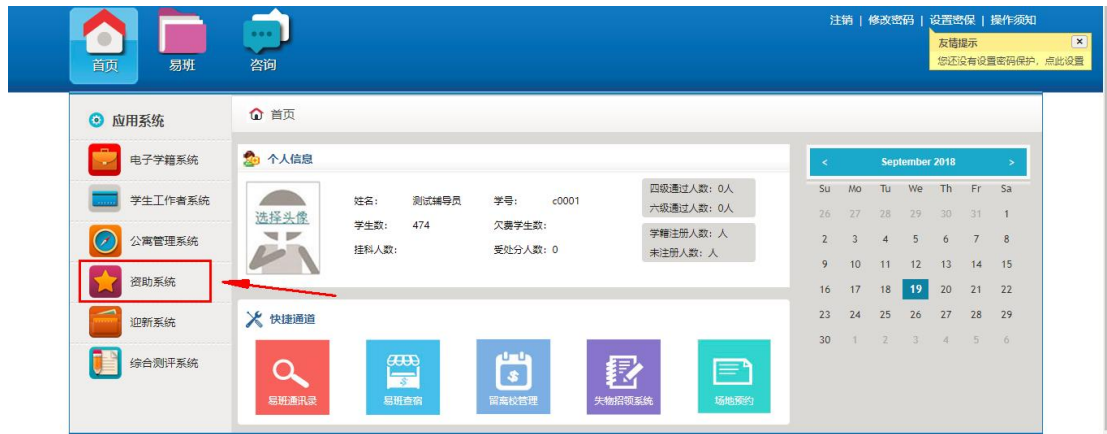 注销 | 修改密码 | 设置密保 | 操作须知
友情提示
您还没有设置密码保护，点此设置
首页
易班
咨询
应用系统
电子学籍系统
学生工作者系统
公寓管理系统
资助系统
迎新系统
综合测评系统
首页
个人信息
选择头像
姓名： 测试辅导员 学号： c0001
学生数： 474 欠费学生数：
挂科人数： 受处分人数：0
四级通过人数：0人
六级通过人数：0人
学籍注册人数：人
未注册人数：人
快捷通道
易班通讯录
易班查宿
留离校管理
失物招领系统
场地预约
< September 2018 >
Su Mo Tu We Th Fr Sa
26 27 28 29 30 31 1
2 3 4 5 6 7 8
9 10 11 12 13 14 15
16 17 18 19 20 21 22
23 24 25 26 27 28 29
30 1 2 3 4 5 6